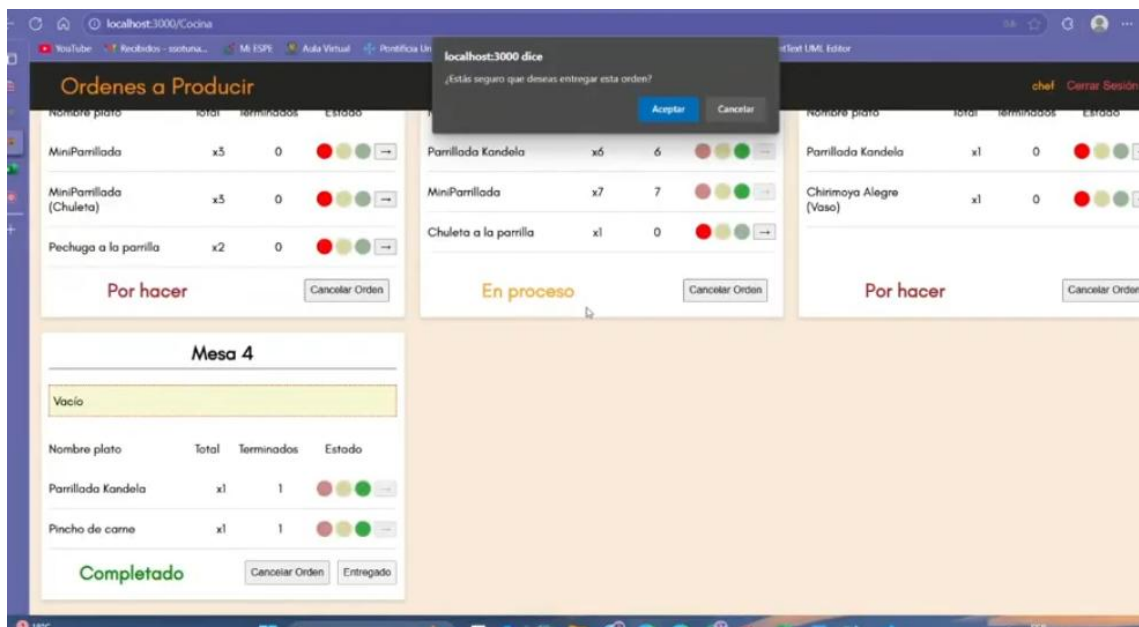 localhost:3000/Cocina
YouTube Recibidos - ssotuna... Mi ESPE Aula Virtual Pontificia Un
ntText UML Editor
localhost:3000 dice
¿Estás seguro que deseas entregar esta orden?
Aceptar Cancelar
Ordenes a Producir
chef Cerrar Sesión
Nombre plato Total Terminados Estado
MiniParrillada x3 0 →
MiniParrillada (Chuleta) x3 0 →
Pechuga a la parrilla x2 0 →
Por hacer Cancelar Orden
Parrillada Kandela x6 6 →
MiniParrillada x7 7 →
Chuleta a la parrilla x1 0 →
En proceso Cancelar Orden
Nombre plato Total Terminados Estado
Parrillada Kandela x1 0
Chirimoya Alegre (Vaso) x1 0
Por hacer Cancelar Orden
Mesa 4
Vacío
Nombre plato Total Terminados Estado
Parrillada Kandela x1 1 →
Pincho de carne x1 1 →
Completado Cancelar Orden Entregado